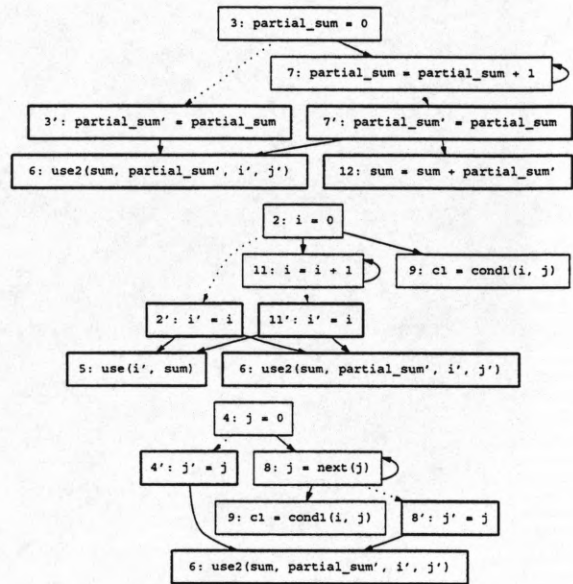 3: partial_sum = 0
7: partial_sum = partial_sum + 1
3': partial_sum' = partial_sum
7': partial_sum' = partial_sum
6: use2(sum, partial_sum', i', j')
12: sum = sum + partial_sum'
2: i = 0
11: i = i + 1
9: c1 = cond1(i, j)
2': i' = i
11': i' = i
5: use(i', sum)
6: use2(sum, partial_sum', i', j')
4: j = 0
4': j' = j
8: j = next(j)
9: c1 = cond1(i, j)
8': j' = j
6: use2(sum, partial_sum', i', j')